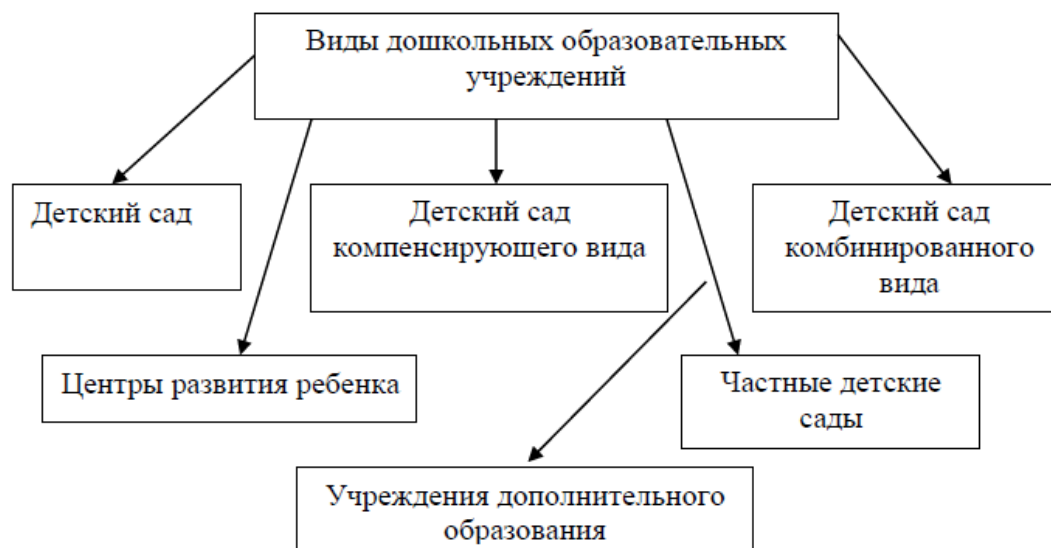 Виды дошкольных образовательных
учреждений
Детский сад
Детский сад
компенсирующего вида
Детский сад
комбинированного
вида
Центры развития ребенка
Частные детские
сады
Учреждения дополнительного
образования